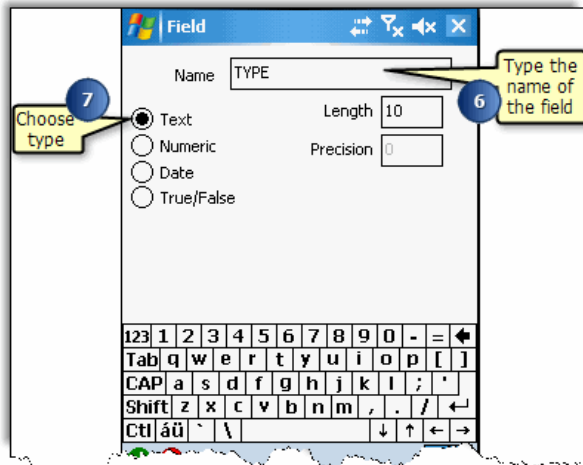 Field
Name TYPE
Type the
name of
the field
6
7
Choose
type
Text
Length 10
Numeric
Precision 0
Date
True/False
123 1 2 3 4 5 6 7 8 9 0 - =
Tab q w e r t y u i o p [ ]
CAP a s d f g h j k l ; '
Shift z x c v b n m , . /
Ctl áü ` \